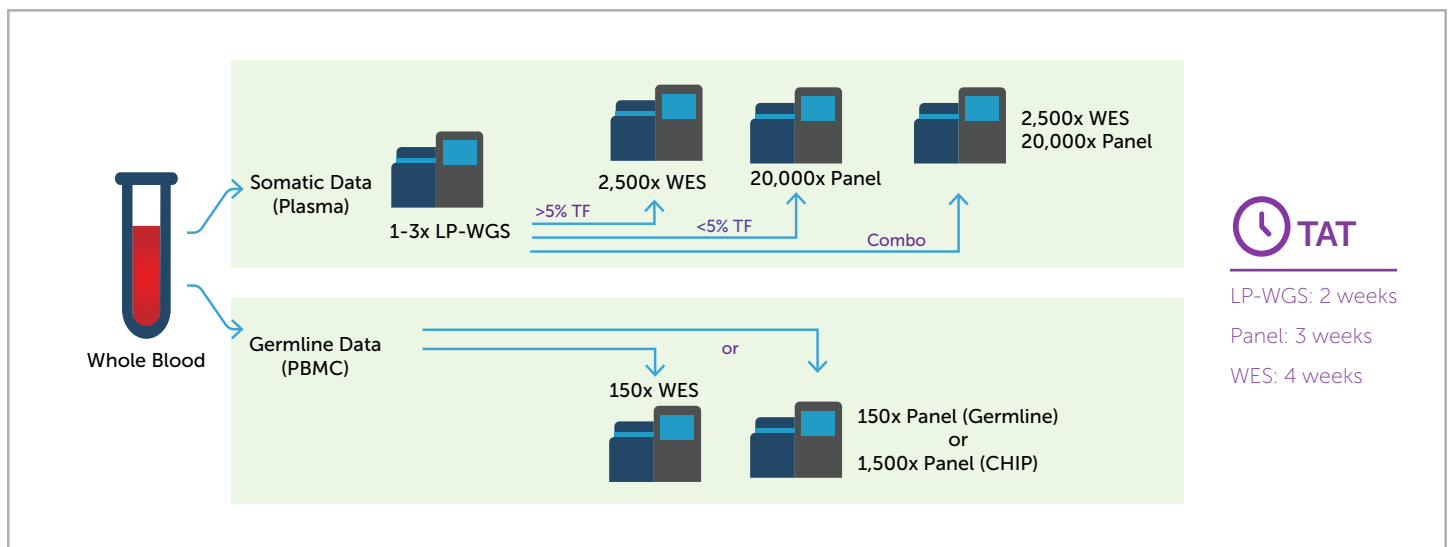 Whole Blood
Somatic Data
(Plasma)
1-3x LP-WGS
>5% TF
<5% TF
Combo
2,500x WES
20,000x Panel
2,500x WES
20,000x Panel
Germline Data
(PBMC)
or
150x WES
150x Panel (Germline)
or
1,500x Panel (CHIP)
TAT
LP-WGS: 2 weeks
Panel: 3 weeks
WES: 4 weeks